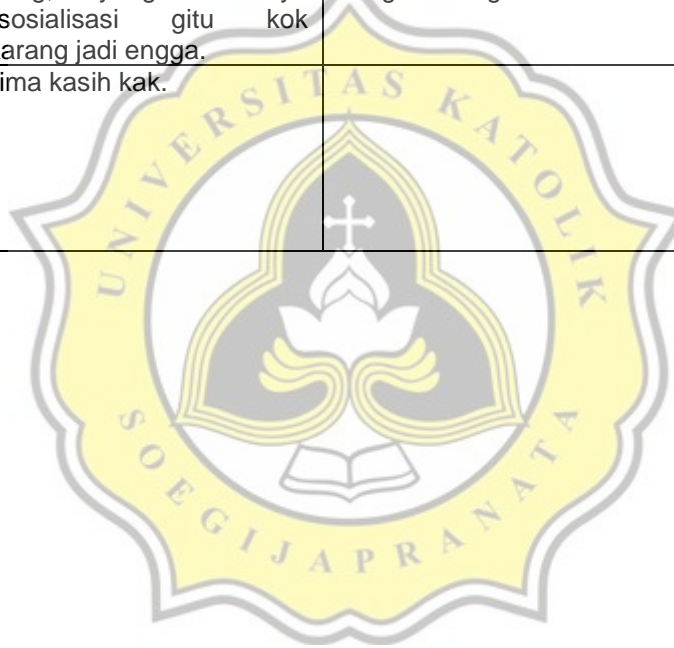 sosialisasi gitu kok
arang jadi engga.
ima kasih kak.
UNIVERSITAS KATOLIK
SOEGIJAPRANATA